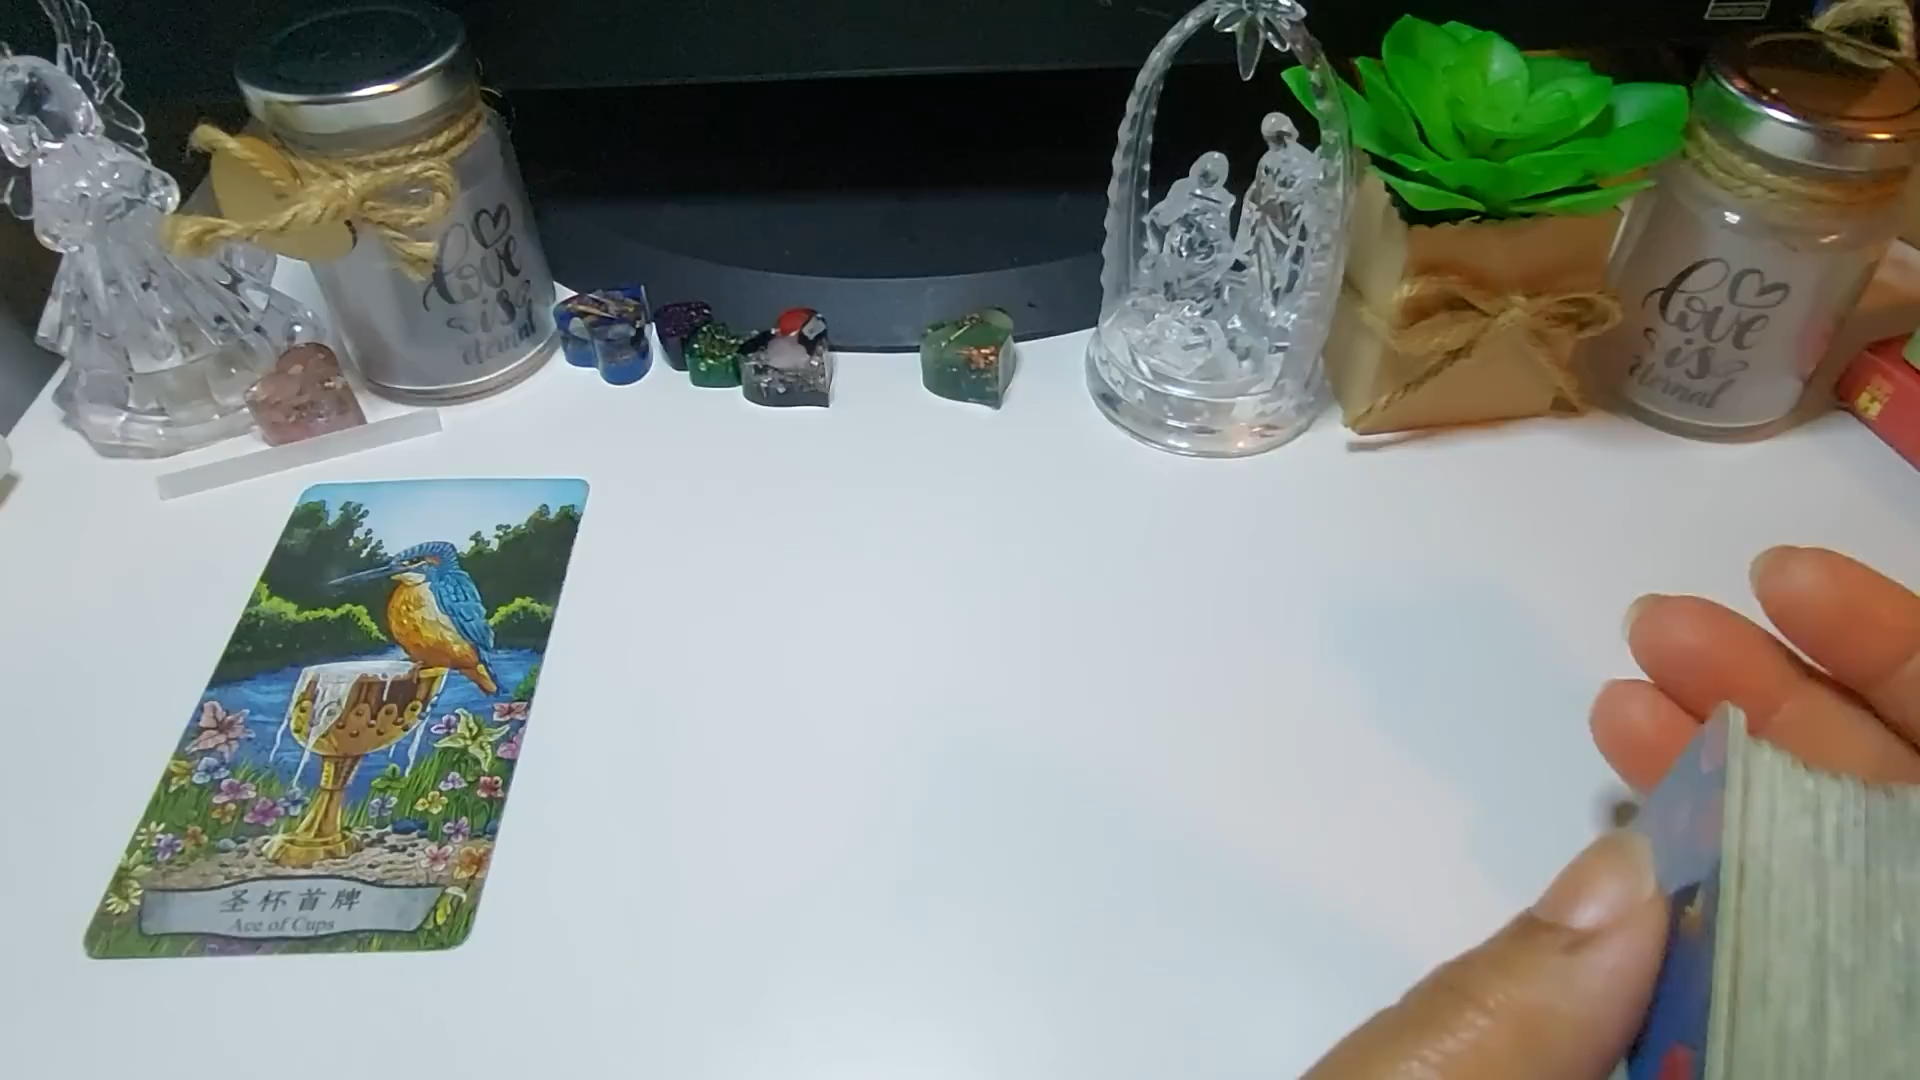 love
is
eternal
love
is
eternal
圣杯首牌
Ace of Cups